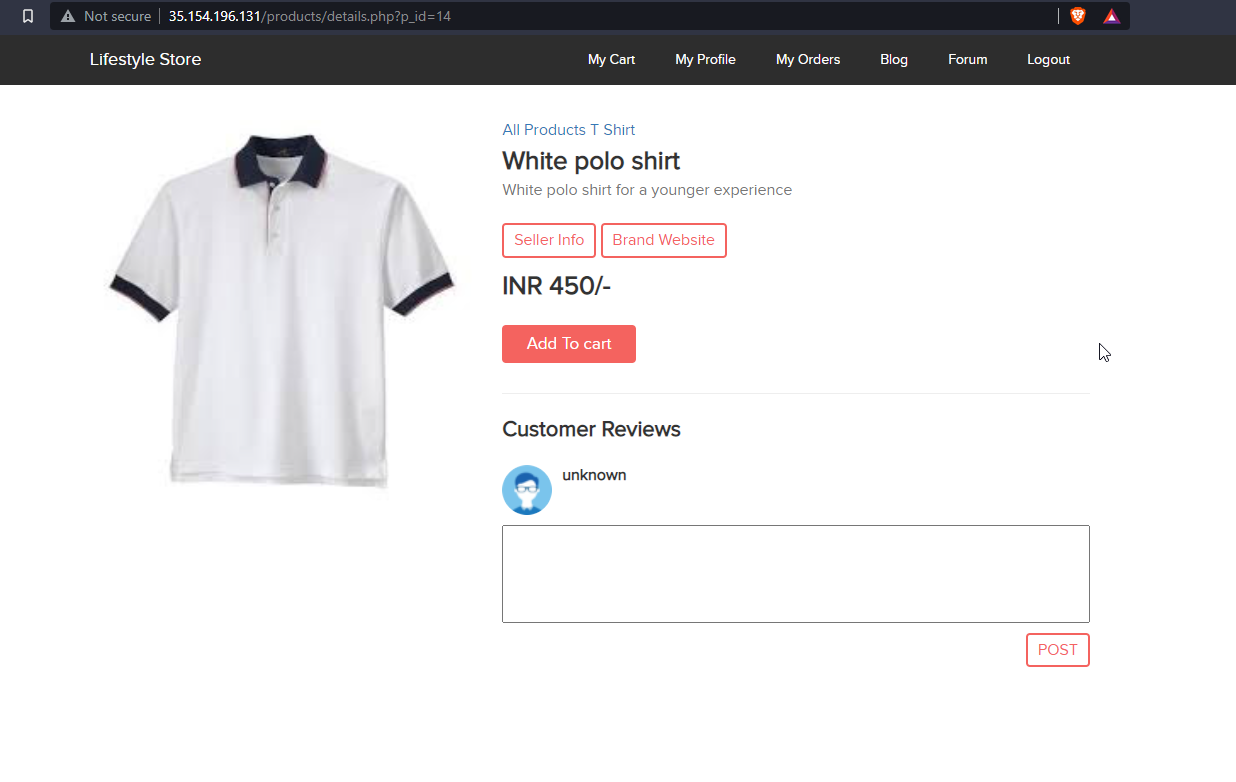 Not secure 35.154.196.131/products/details.php?p_id=14
Lifestyle Store My Cart My Profile My Orders Blog Forum Logout
All Products T Shirt
White polo shirt
White polo shirt for a younger experience
Seller Info Brand Website
INR 450/-
Add To cart
Customer Reviews
unknown
POST